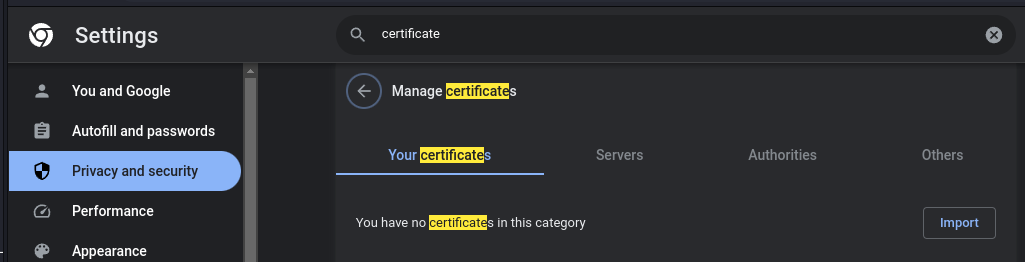 Settings
certificate
You and Google
Autofill and passwords
Privacy and security
Performance
Appearance
Manage certificates
Your certificates
Servers
Authorities
Others
You have no certificates in this category
Import